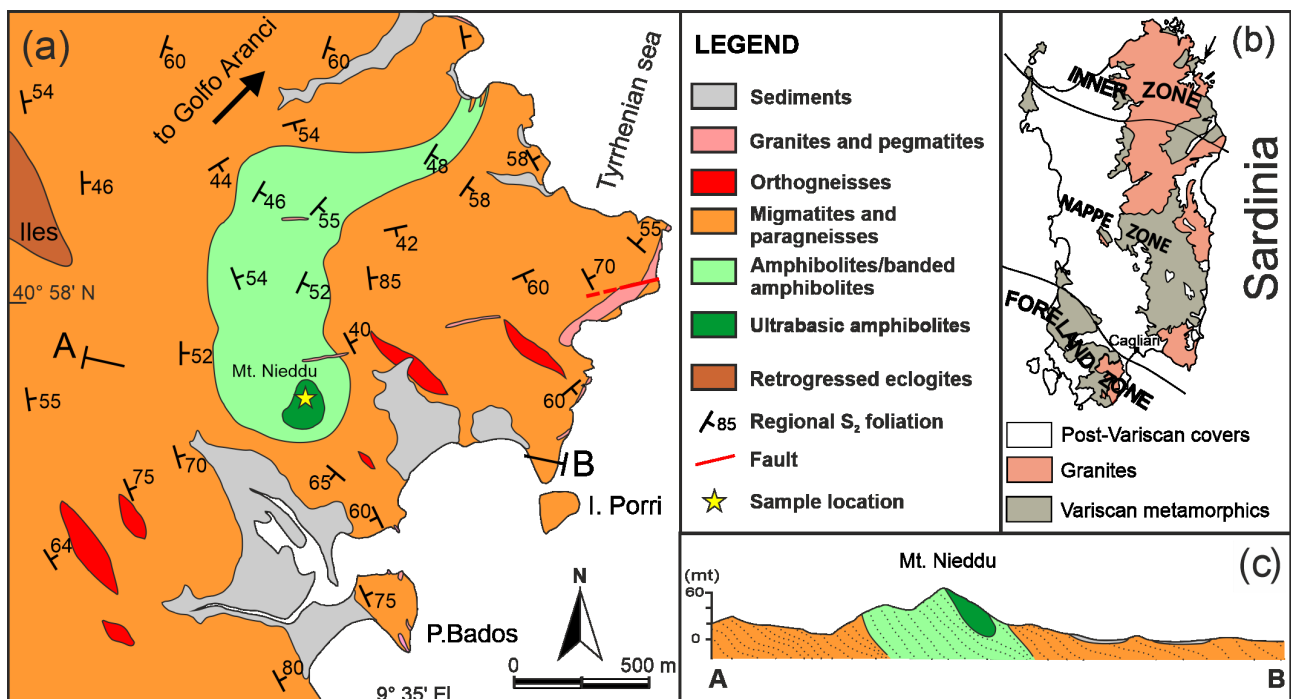 (a)
60
60
54
to Golfo Aranci
Tyrrhenian sea
54
58
44
48
46
46
58
55
Iles
42
55
54
52
85
60
70
40° 58' N
A
52
40
Mt. Nieddu
55
60
B
70
65
75
60
I. Porri
64
N
75
P.Bados
0 500 m
80
9° 35' El
LEGEND
Sediments
Granites and pegmatites
Orthogneisses
Migmatites and
paragneisses
Amphibolites/banded
amphibolites
Ultrabasic amphibolites
Retrogressed eclogites
85 Regional S₂ foliation
Fault
Sample location
(b)
INNER ZONE
NAPPE ZONE
FORELAND ZONE
Cagliari
Sardinia
Post-Variscan covers
Granites
Variscan metamorphics
(c)
Mt. Nieddu
(mt)
60
0
A B